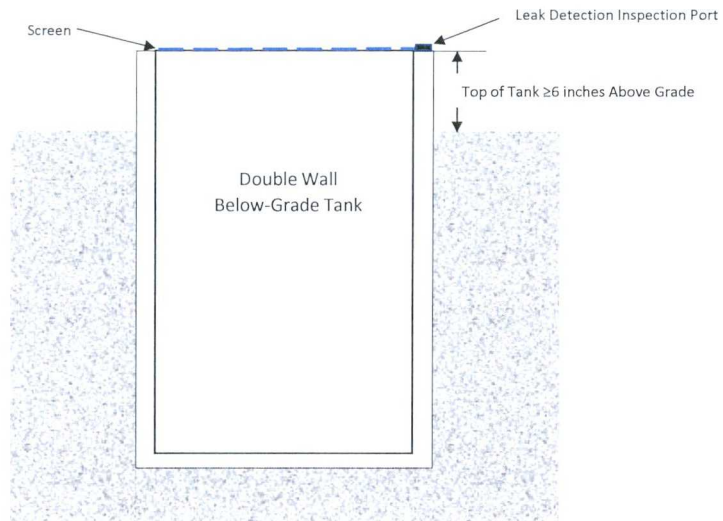 Leak Detection Inspection Port
Screen
Top of Tank ≥6 inches Above Grade
Double Wall
Below-Grade Tank